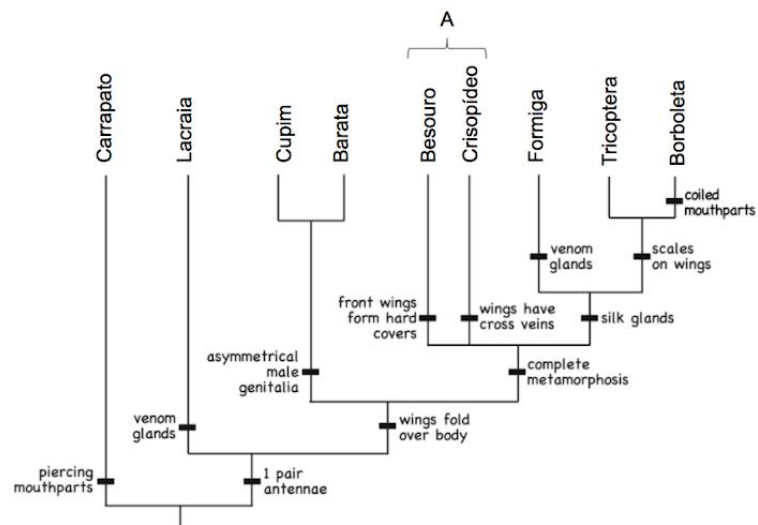 A
Carrapato
Lacraia
Cupim
Barata
Besouro
Crisopídeo
Formiga
Tricoptera
Borboleta
coiled
mouthparts
venom
glands
scales
on wings
front wings
form hard
covers
wings have
cross veins
silk glands
asymmetrical
male
genitalia
complete
metamorphosis
venom
glands
wings fold
over body
piercing
mouthparts
1 pair
antennae